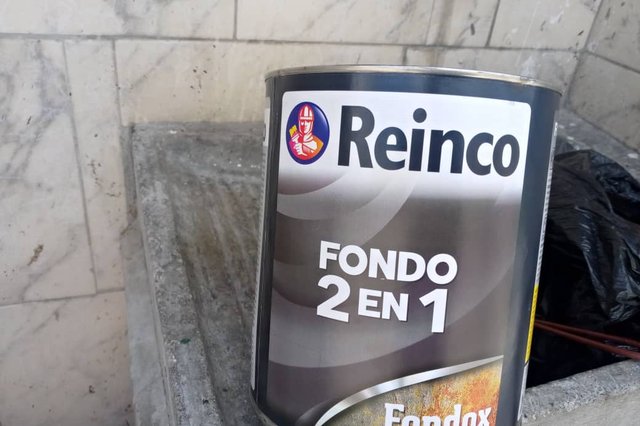 Reinco
FONDO
2 EN 1
Fondox